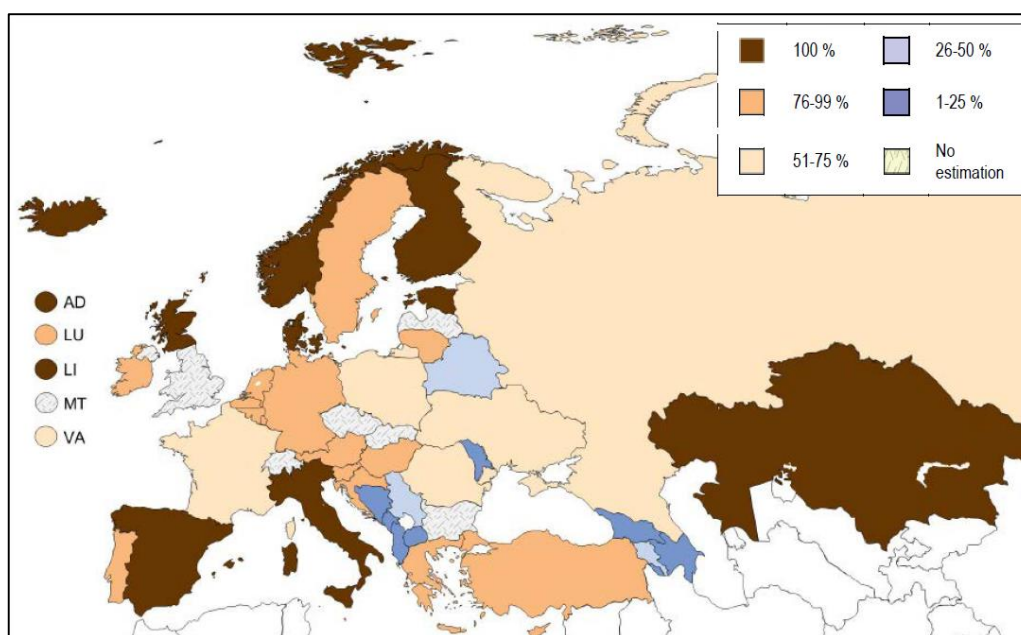 100 %
26-50 %
76-99 %
1-25 %
51-75 %
No
estimation
AD
LU
LI
MT
VA